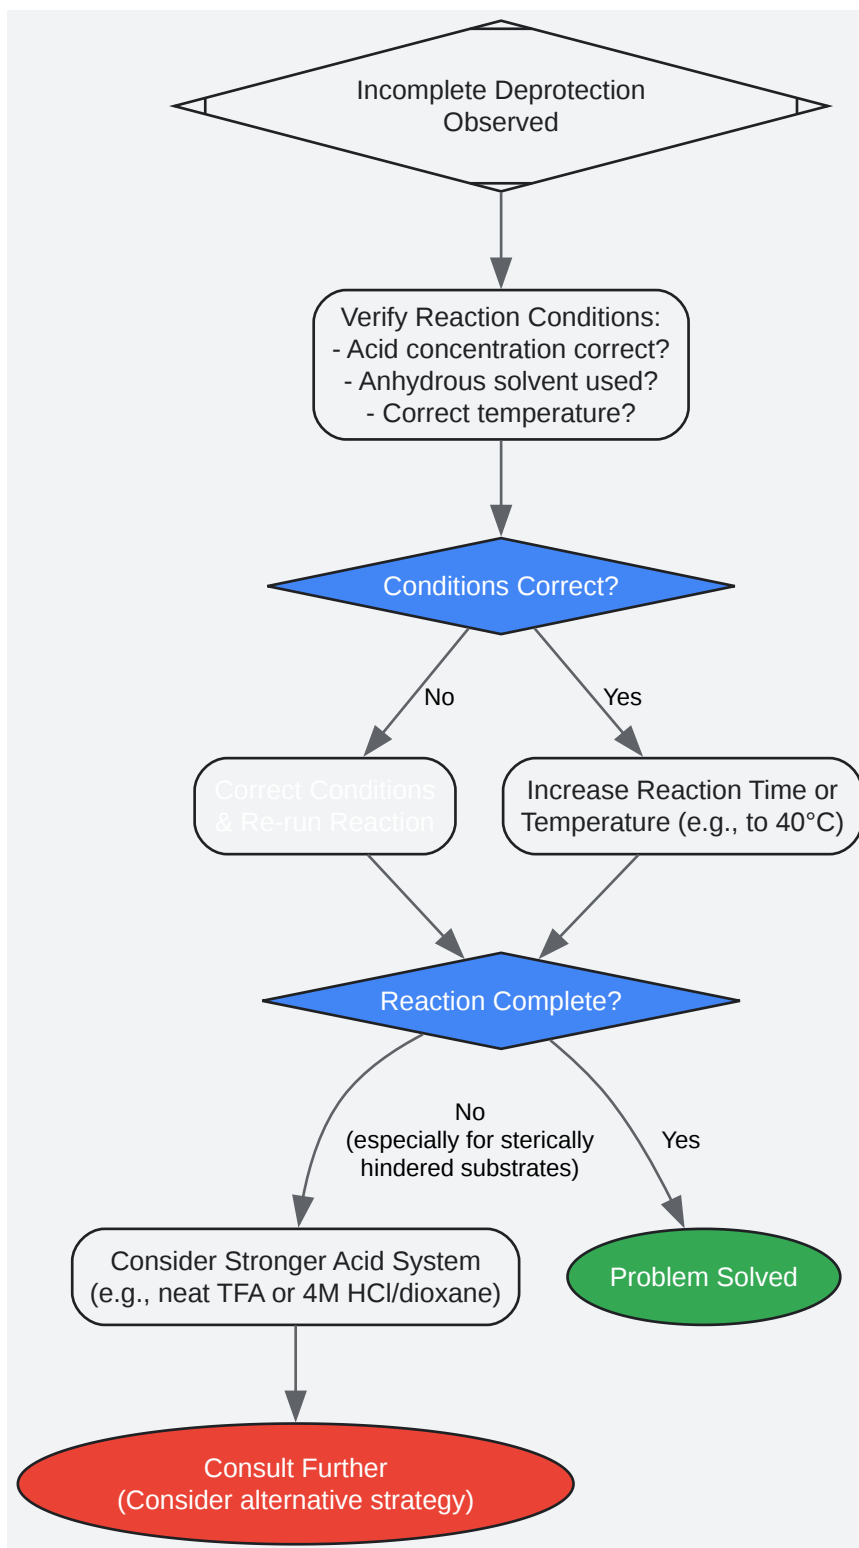 Incomplete Deprotection
Observed
Verify Reaction Conditions:
- Acid concentration correct?
- Anhydrous solvent used?
- Correct temperature?
Conditions Correct?
No
Yes
Correct Conditions
& Re-run Reaction
Increase Reaction Time or
Temperature (e.g., to 40°C)
Reaction Complete?
No
(especially for sterically
hindered substrates)
Yes
Consider Stronger Acid System
(e.g., neat TFA or 4M HCl/dioxane)
Problem Solved
Consult Further
(Consider alternative strategy)